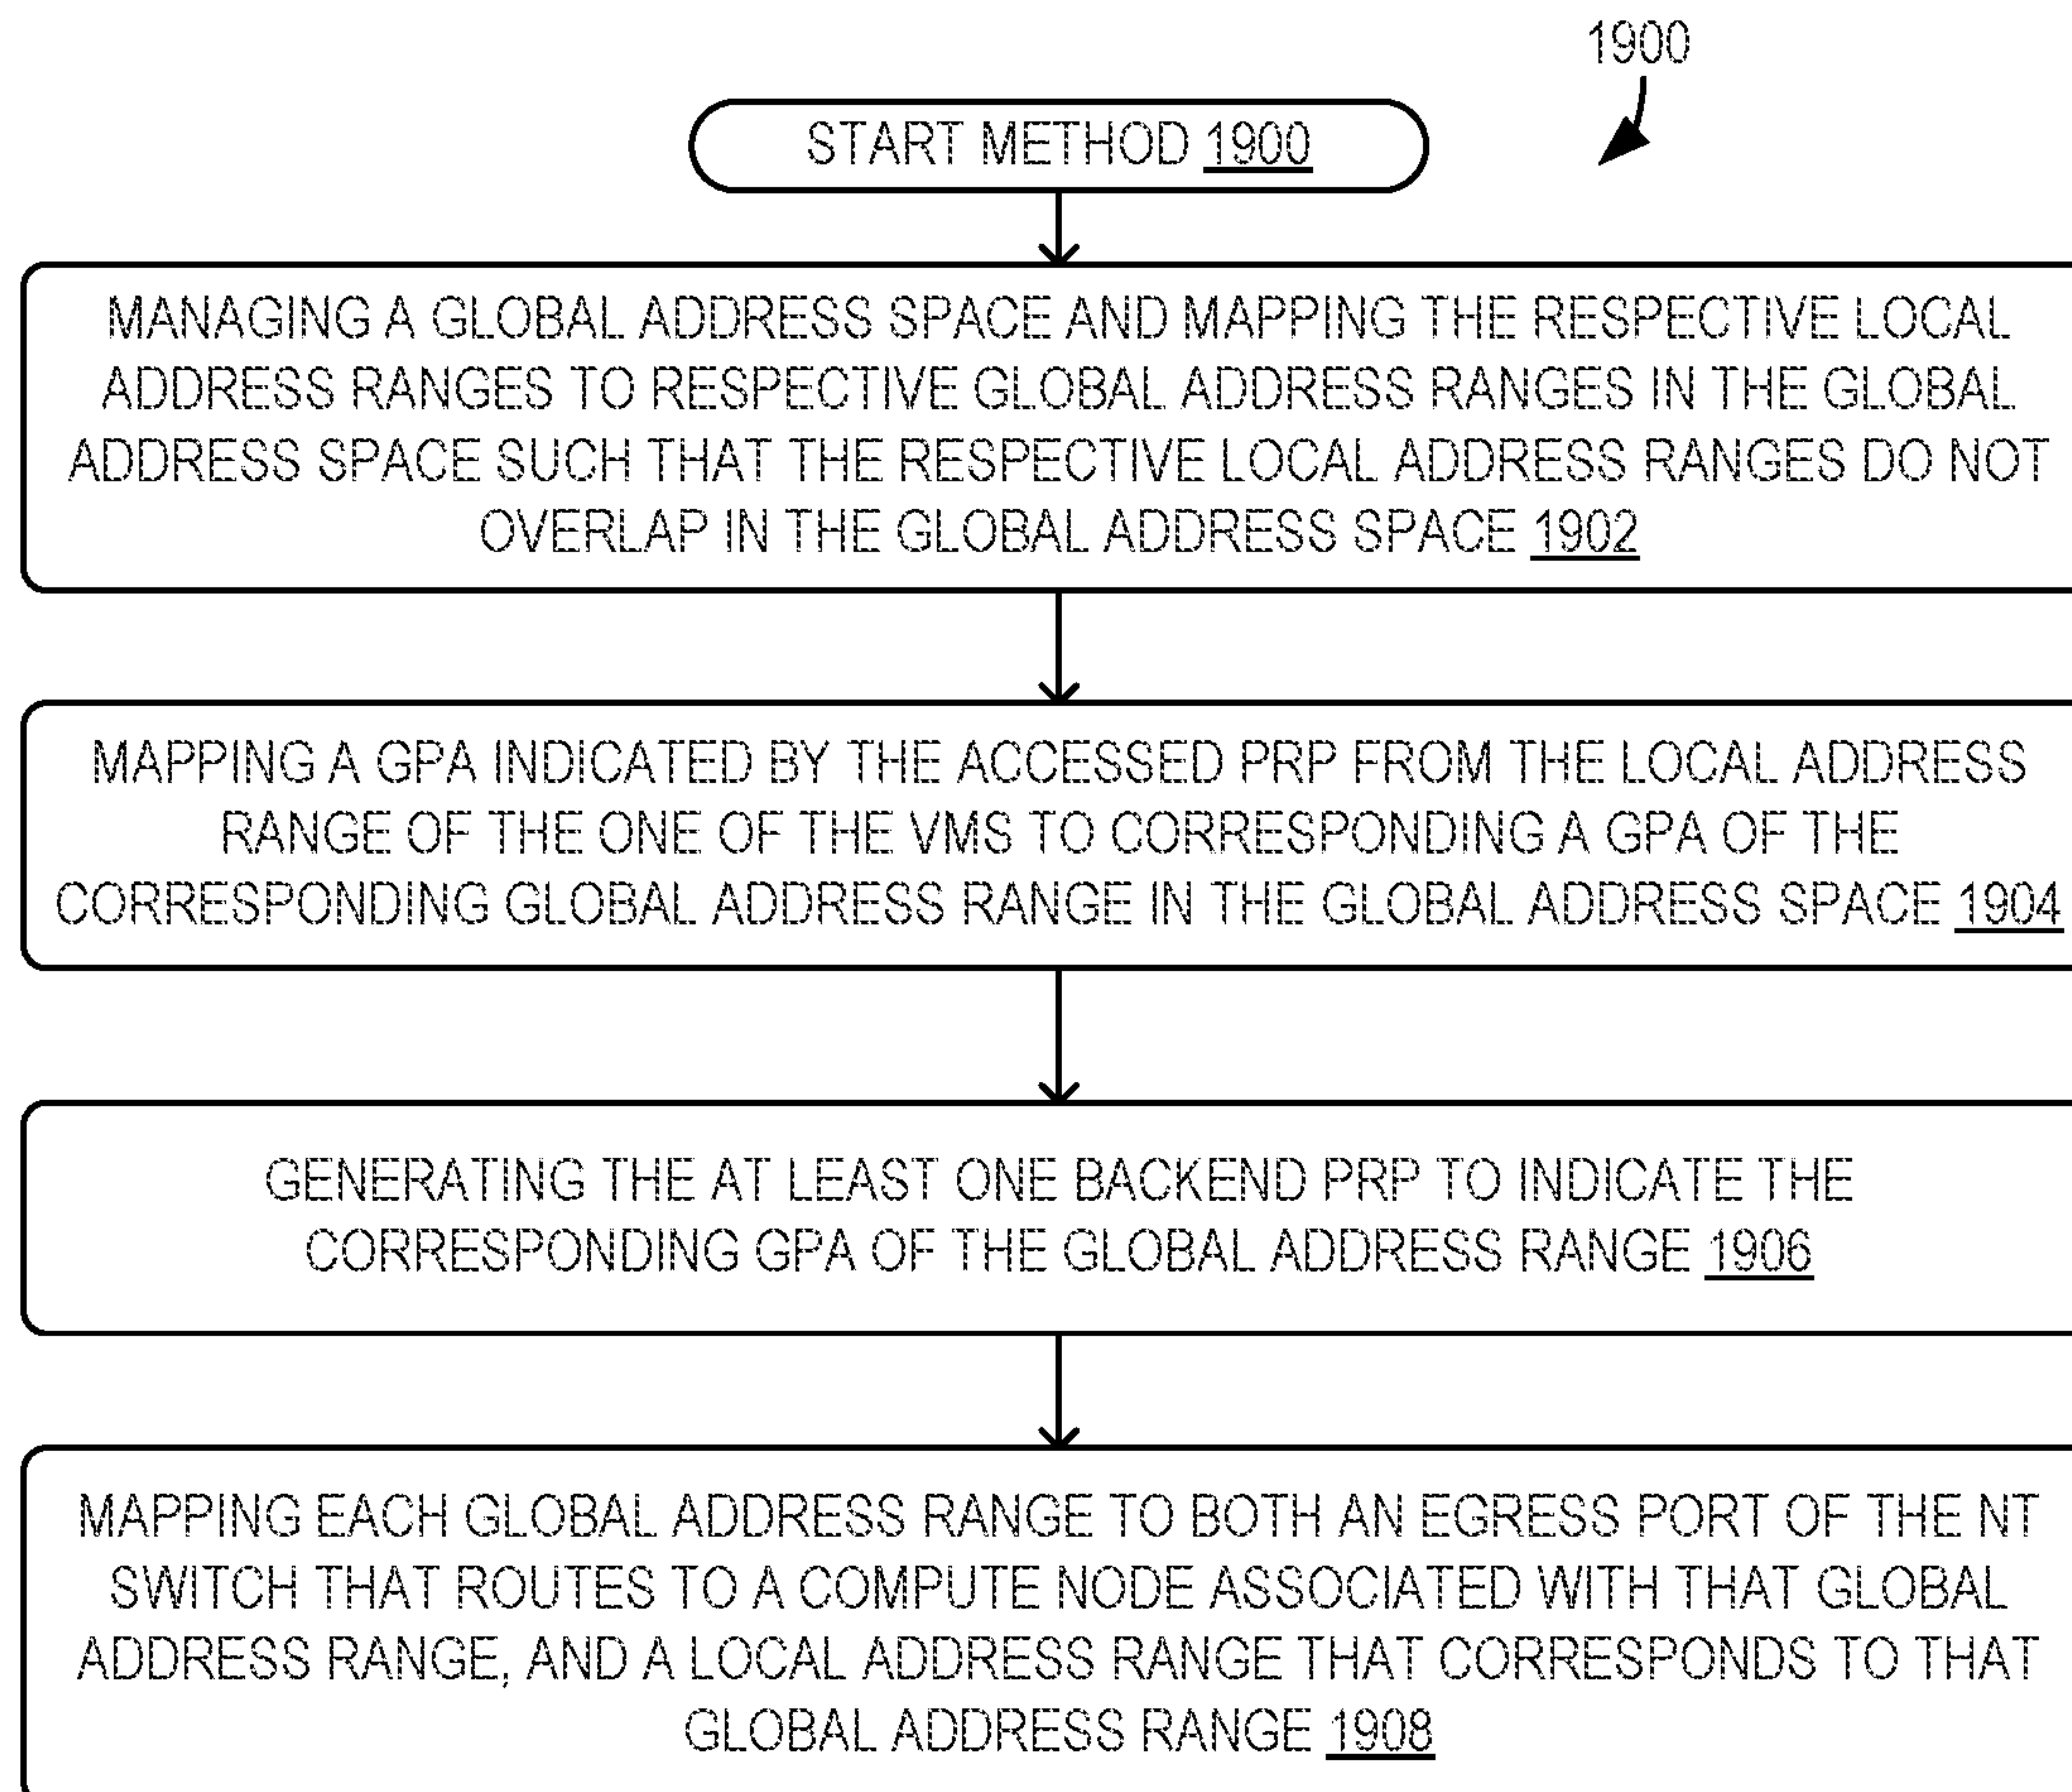 1900
START METHOD 1900
MANAGING A GLOBAL ADDRESS SPACE AND MAPPING THE RESPECTIVE LOCAL
ADDRESS RANGES TO RESPECTIVE GLOBAL ADDRESS RANGES IN THE GLOBAL
ADDRESS SPACE SUCH THAT THE RESPECTIVE LOCAL ADDRESS RANGES DO NOT
OVERLAP IN THE GLOBAL ADDRESS SPACE 1902
MAPPING A GPA INDICATED BY THE ACCESSED PRP FROM THE LOCAL ADDRESS
RANGE OF THE ONE OF THE VMS TO CORRESPONDING A GPA OF THE
CORRESPONDING GLOBAL ADDRESS RANGE IN THE GLOBAL ADDRESS SPACE 1904
GENERATING THE AT LEAST ONE BACKEND PRP TO INDICATE THE
CORRESPONDING GPA OF THE GLOBAL ADDRESS RANGE 1906
MAPPING EACH GLOBAL ADDRESS RANGE TO BOTH AN EGRESS PORT OF THE NT
SWITCH THAT ROUTES TO A COMPUTE NODE ASSOCIATED WITH THAT GLOBAL
ADDRESS RANGE, AND A LOCAL ADDRESS RANGE THAT CORRESPONDS TO THAT
GLOBAL ADDRESS RANGE 1908